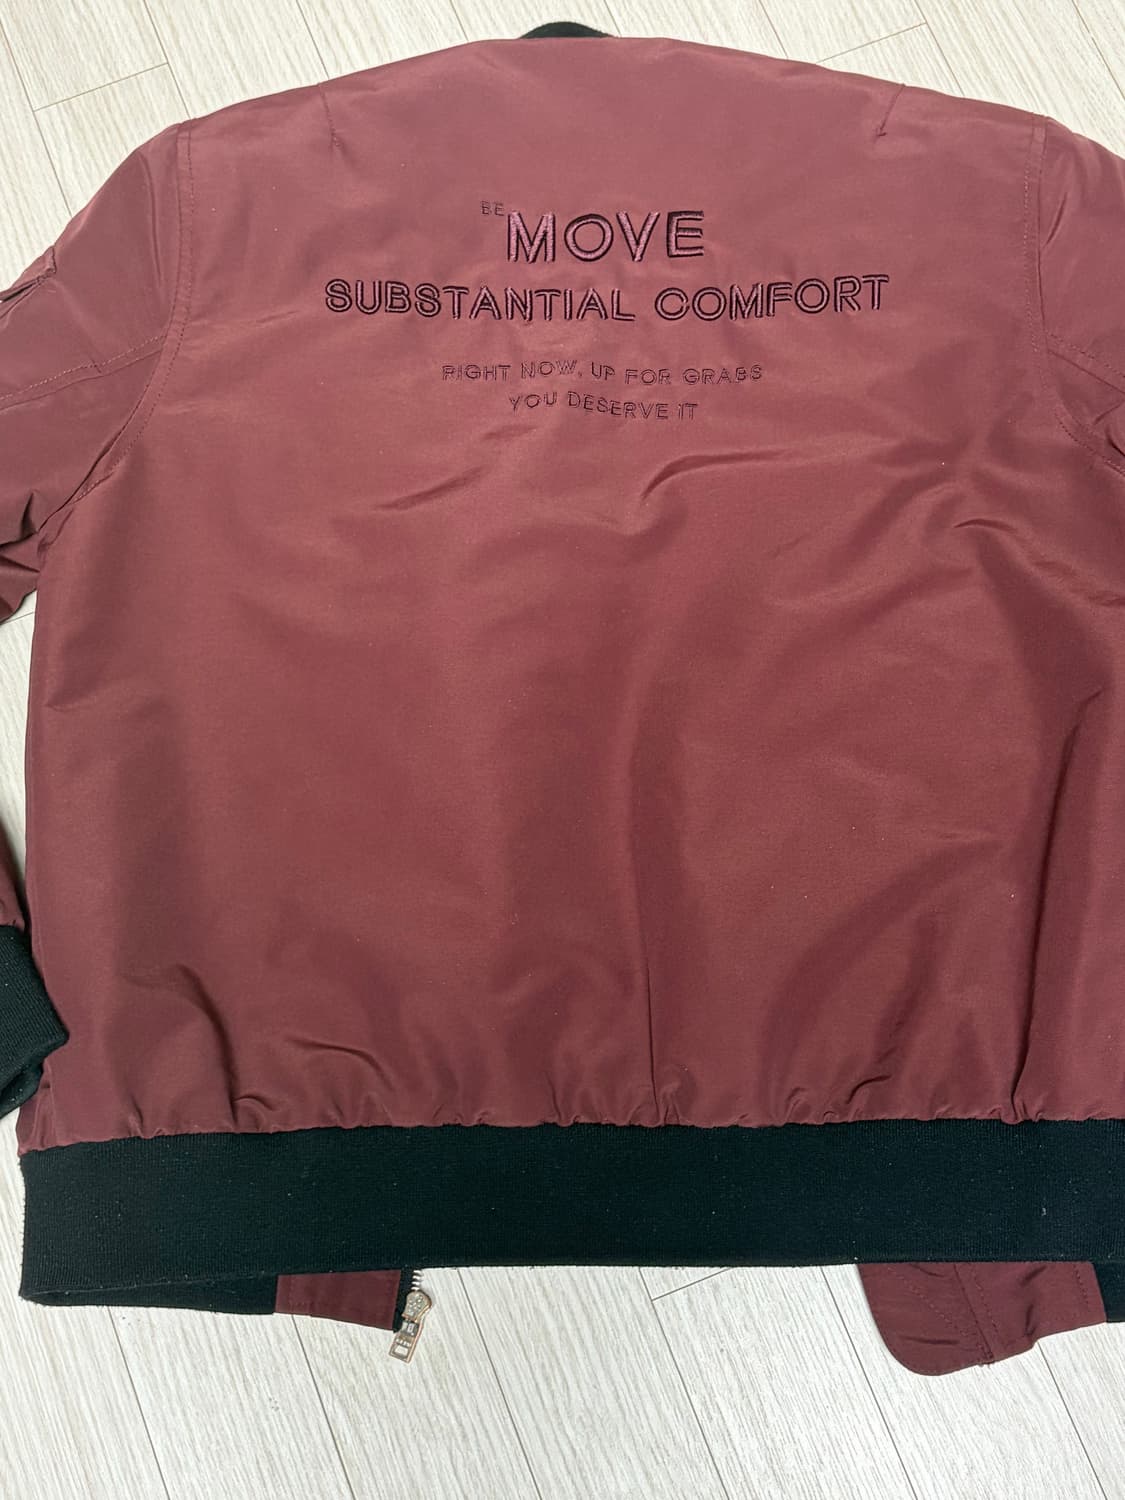 BE MOVE
SUBSTANTIAL COMFORT
RIGHT NOW, UP FOR GRABS
YOU DESERVE IT